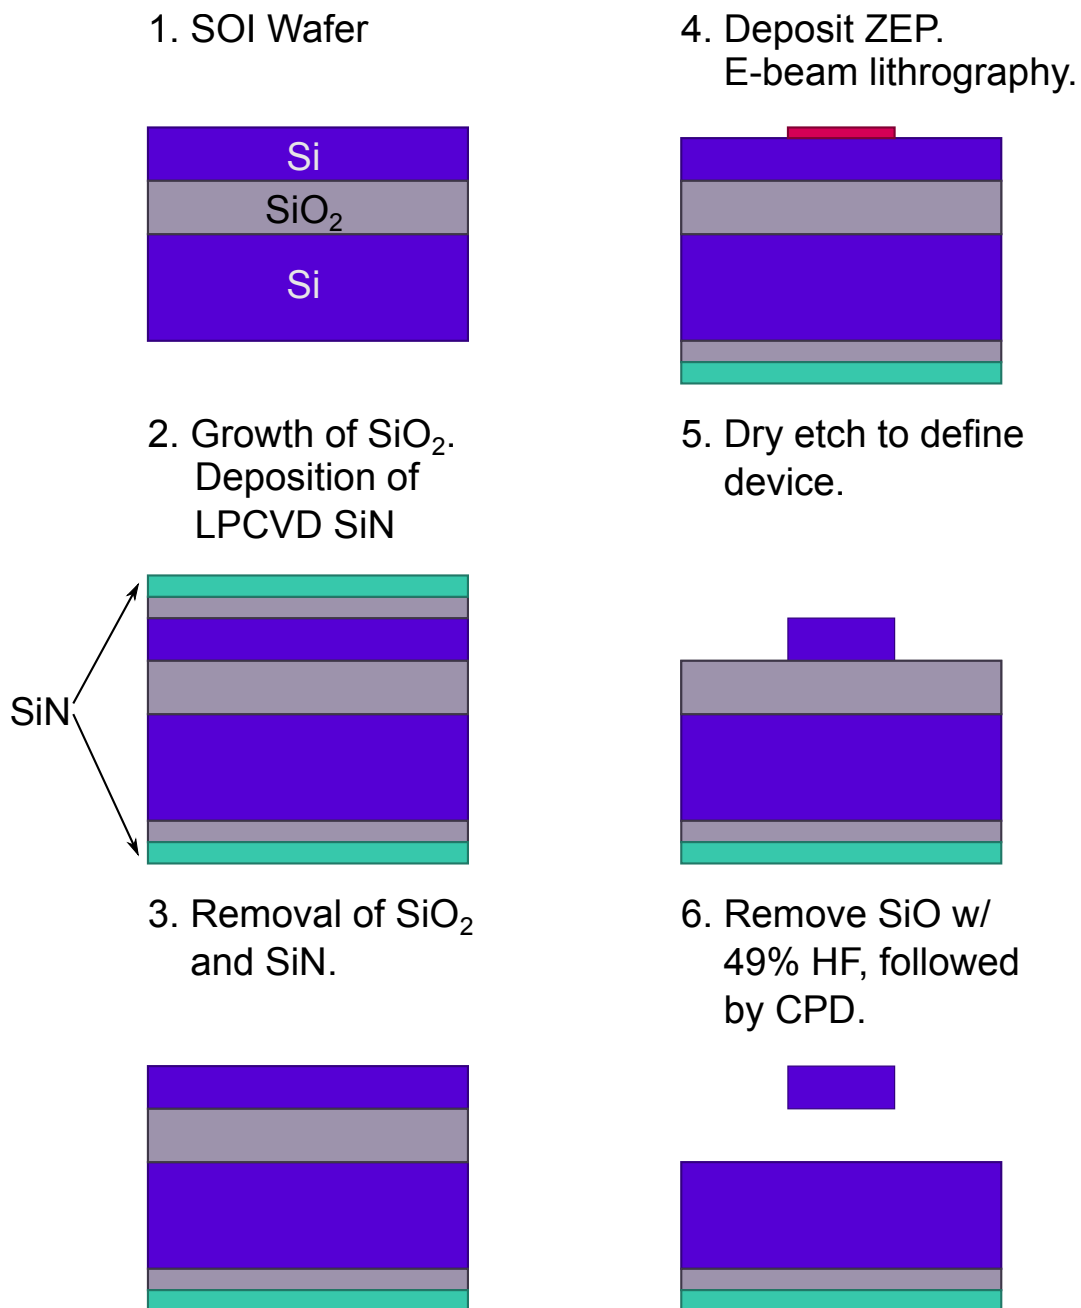 1. SOI Wafer
Si
SiO₂
Si
2. Growth of SiO₂.
Deposition of
LPCVD SiN
SiN
3. Removal of SiO₂
and SiN.
4. Deposit ZEP.
E-beam lithrography.
5. Dry etch to define
device.
6. Remove SiO w/
49% HF, followed
by CPD.